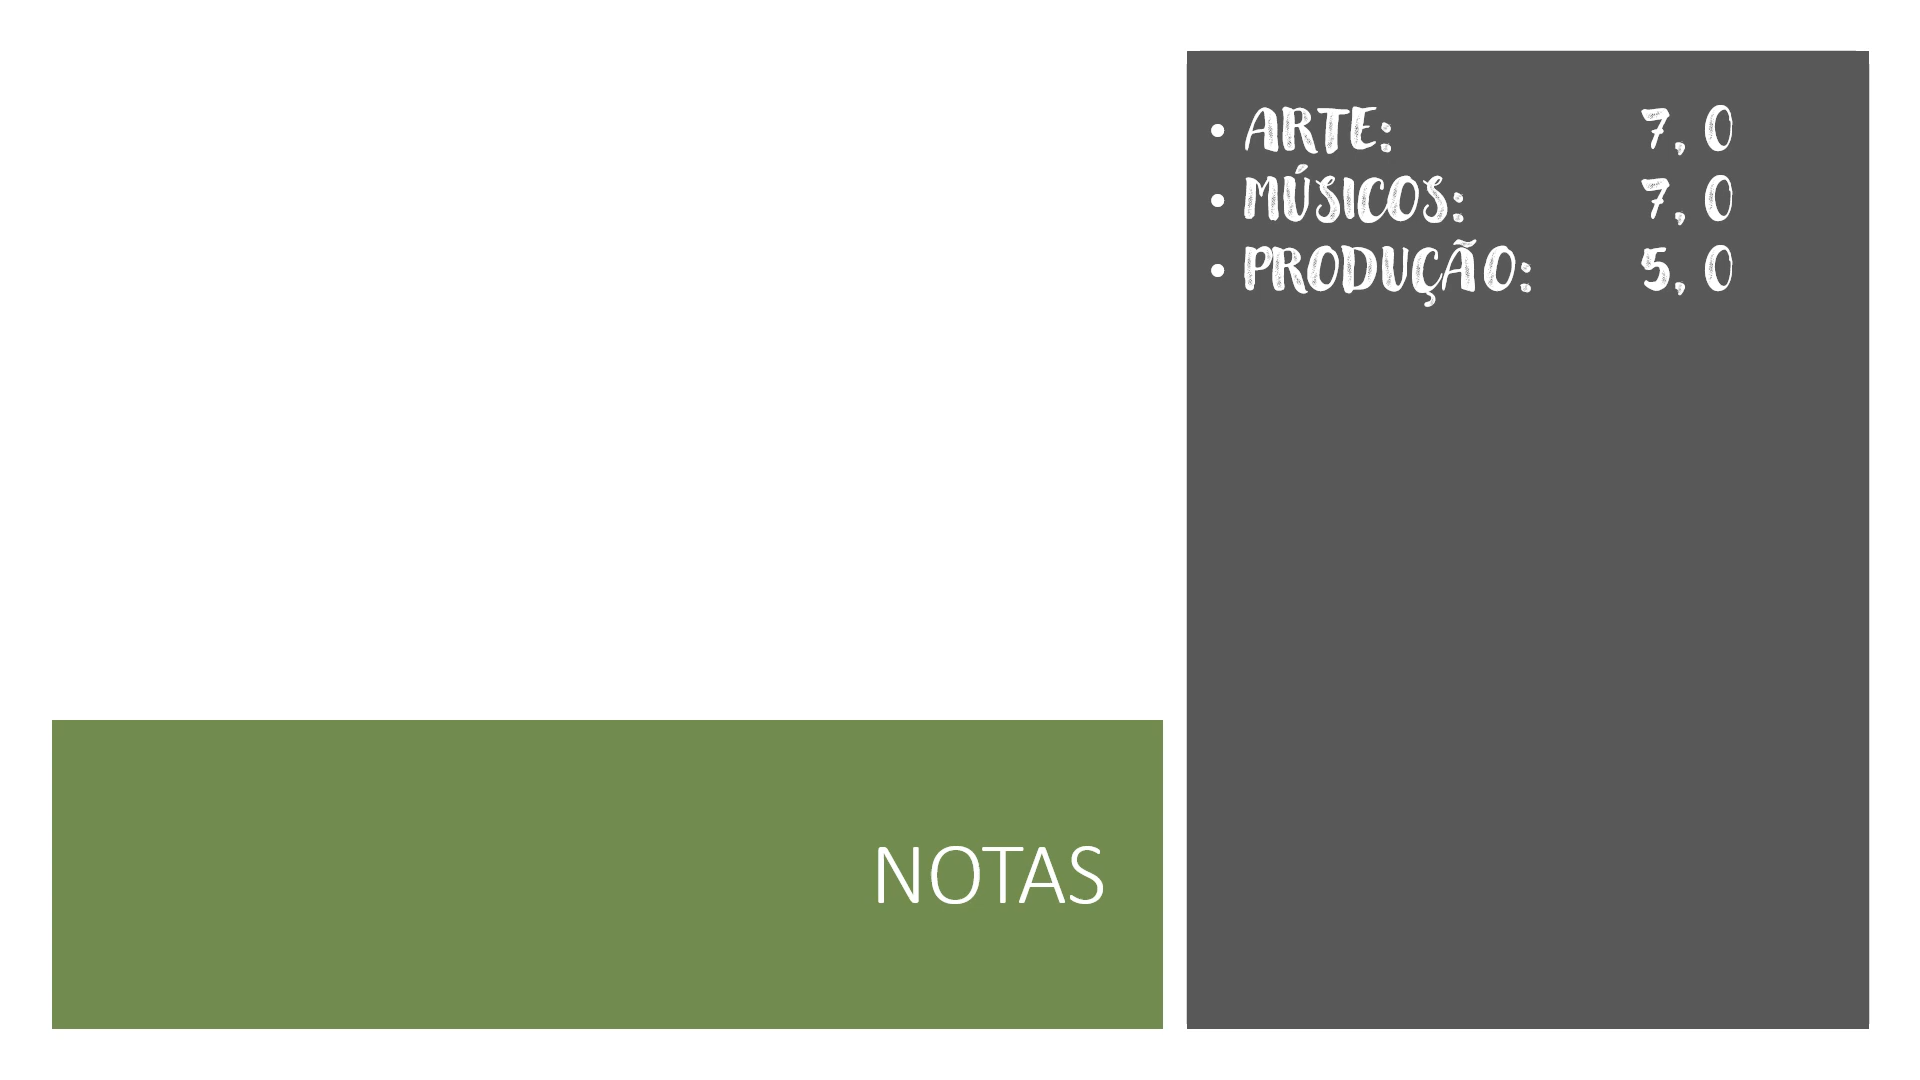 • ARTE: 7, 0
• MÚSICOS: 7, 0
• PRODUÇÃO: 5, 0
NOTAS